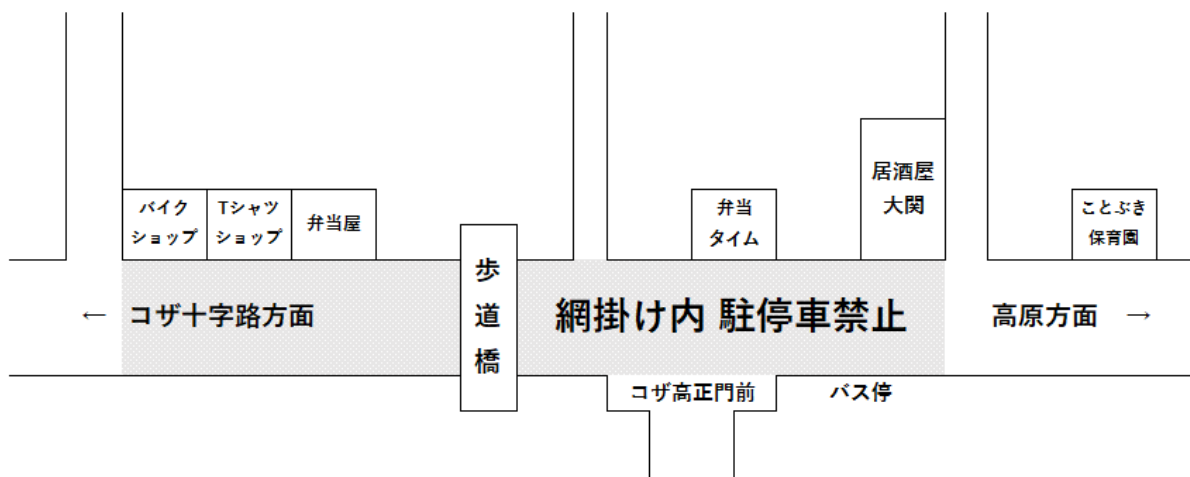 バイク
ショップ
Tシャツ
ショップ
弁当屋
弁当
タイム
居酒屋
大関
ことぶき
保育園
歩道橋
← コザ十字路方面
網掛け内 駐停車禁止
高原方面 →
コザ高正門前
バス停